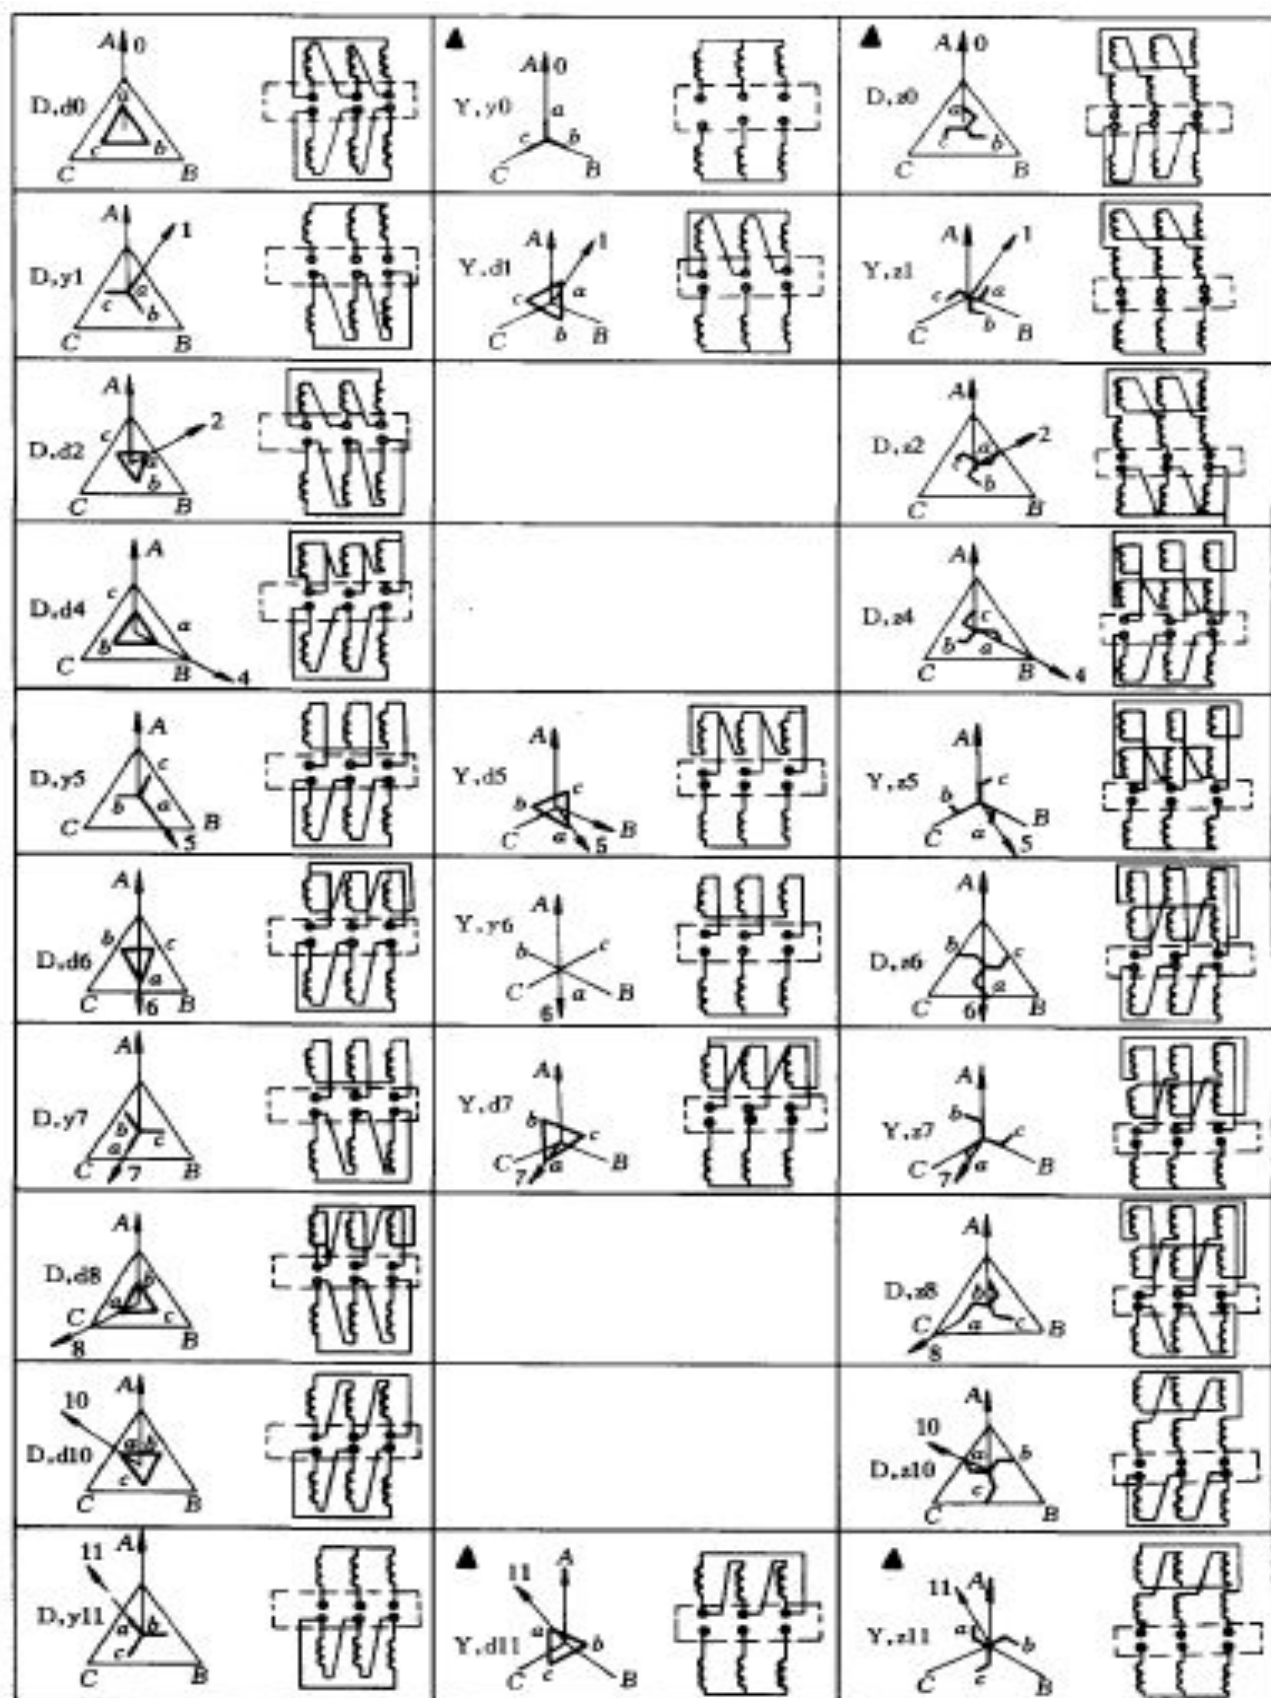 A 0 D,d0 a c b C B
▲ A 0 Y,y0 a c b C B
▲ A 0 D,z0 a c b C B
A 1 D,y1 a c b C B
A 1 Y,d1 a c b C B
A 1 Y,z1 a c b C B
A c 2 D,d2 a b C B
A 2 D,z2 a c b C B
A c D,d4 a b C B 4
A D,z4 c b a C B 4
A D,y5 c b a C B 5
A Y,d5 b c C a B 5
A Y,z5 c b a C B 5
A b c D,d6 a C B 6
A Y,y6 b c C a B 6
A b c D,z6 a C 6 B
A D,y7 b a c C B 7
A Y,d7 b c C a B 7
A b Y,z7 c C a B 7
A D,d8 b a C c B 8
A D,z8 b C a c B 8
10 A D,d10 a b c C B
A 10 a b D,z10 c C B
11 A D,y11 a b c C B
▲ A 11 a b Y,d11 C c B
▲ A 11 a b Y,z11 C c B